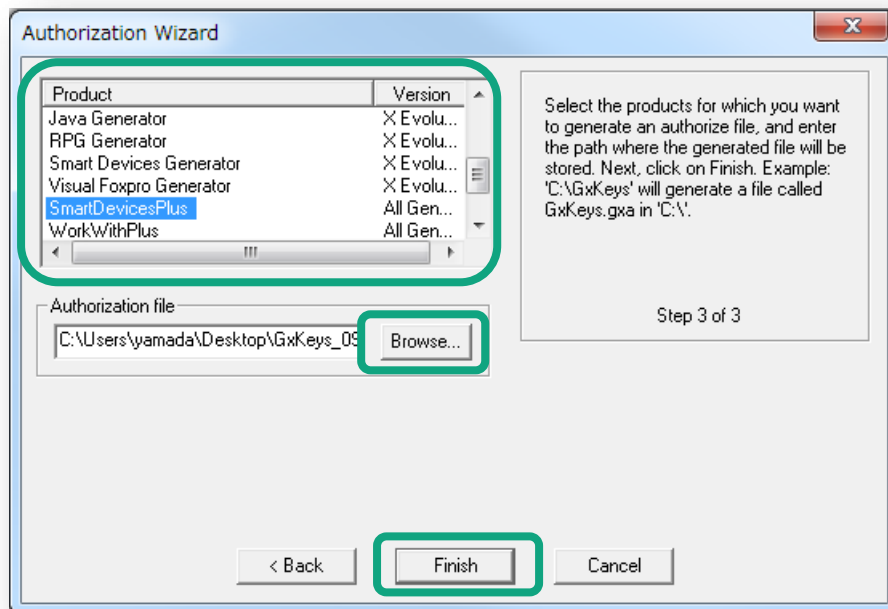 Authorization Wizard
Product Version
Java Generator X Evolu...
RPG Generator X Evolu...
Smart Devices Generator X Evolu...
Visual Foxpro Generator X Evolu...
SmartDevicesPlus All Gen...
WorkWithPlus All Gen...
Select the products for which you want
to generate an authorize file, and enter
the path where the generated file will be
stored. Next, click on Finish. Example:
'C:\GxKeys' will generate a file called
GxKeys.gxa in 'C:\'.
Step 3 of 3
Authorization file
C:\Users\yamada\Desktop\GxKeys_09
Browse...
< Back Finish Cancel